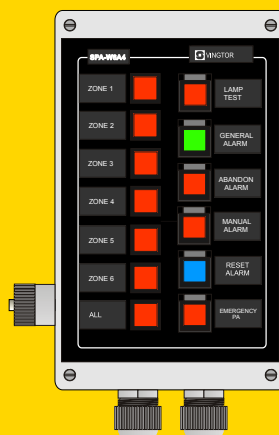 SPA-W6A4
VINGTOR
ZONE 1
LAMP
TEST
ZONE 2
GENERAL
ALARM
ZONE 3
ABANDON
ALARM
ZONE 4
MANUAL
ALARM
ZONE 5
RESET
ALARM
ZONE 6
ALL
EMERGENCY
PA